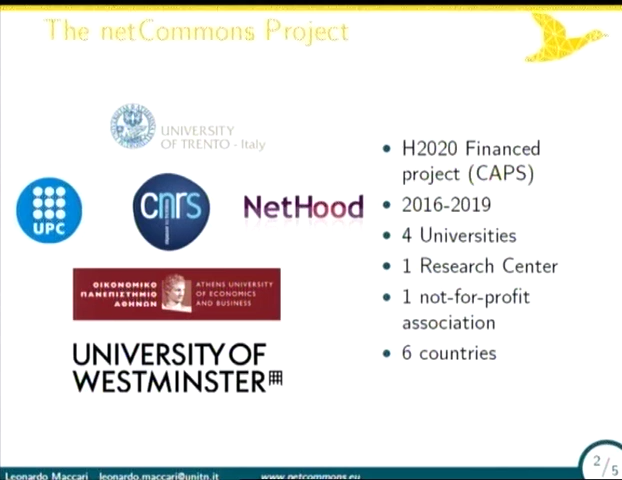 The netCommons Project
UNIVERSITY
OF TRENTO - Italy
UPC
cnrs
NetHood
ΟΙΚΟΝΟΜΙΚΟ
ΠΑΝΕΠΙΣΤΗΜΙΟ
ΑΘΗΝΩΝ
ATHENS UNIVERSITY
OF ECONOMICS
AND BUSINESS
UNIVERSITY OF
WESTMINSTER
• H2020 Financed
project (CAPS)
• 2016-2019
• 4 Universities
• 1 Research Center
• 1 not-for-profit
association
• 6 countries
Leonardo Maccari leonardo.maccari@unitn.it www.netcommons.eu
2/5